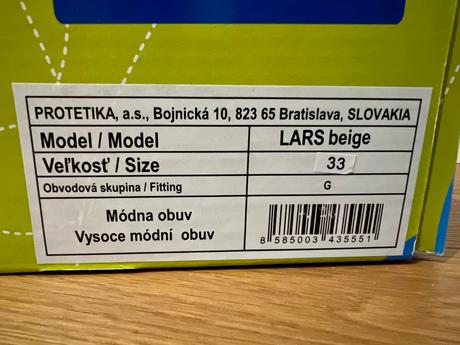 PROTETIKA, a.s., Bojnická 10, 823 65 Bratislava, SLOVAKIA
Model / Model LARS beige
Veľkosť / Size 33
Obvodová skupina / Fitting G
Módna obuv
Vysoce módní obuv
8 585003 435551